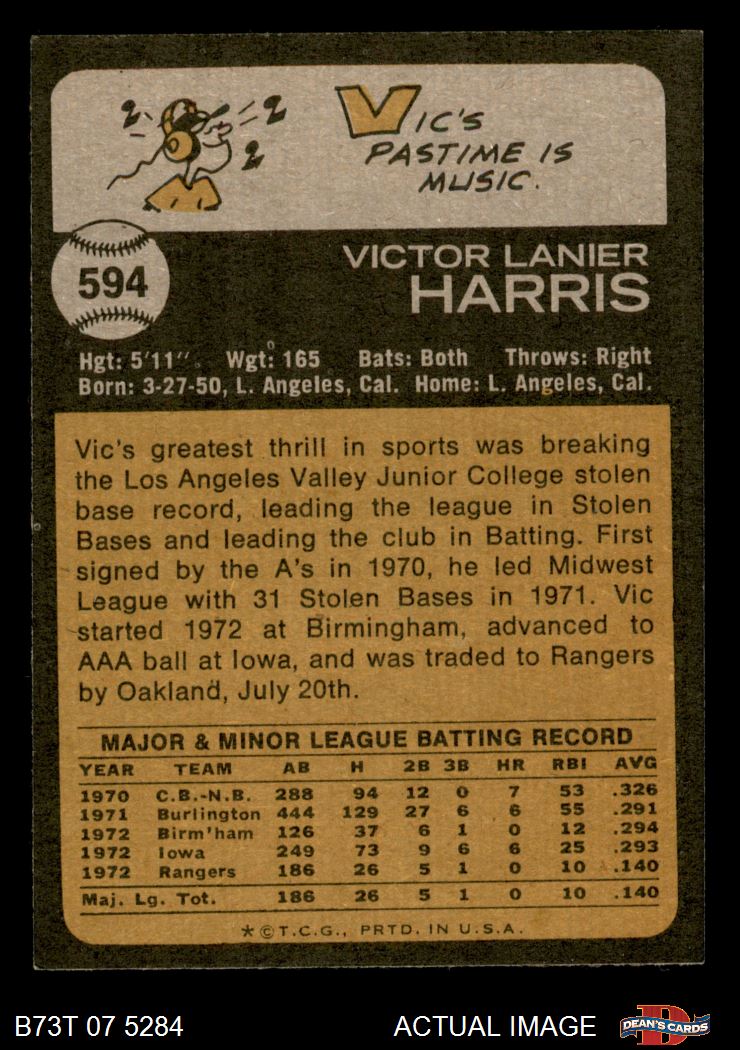 VIC'S
PASTIME IS
MUSIC.
594
VICTOR LANIER
HARRIS
Hgt: 5'11". Wgt: 165 Bats: Both Throws: Right
Born: 3-27-50, L. Angeles, Cal. Home: L. Angeles, Cal.
Vic's greatest thrill in sports was breaking
the Los Angeles Valley Junior College stolen
base record, leading the league in Stolen
Bases and leading the club in Batting. First
signed by the A's in 1970, he led Midwest
League with 31 Stolen Bases in 1971. Vic
started 1972 at Birmingham, advanced to
AAA ball at Iowa, and was traded to Rangers
by Oakland, July 20th.
MAJOR & MINOR LEAGUE BATTING RECORD
YEAR TEAM AB H 2B 3B HR RBI AVG
1970 C.B.-N.B. 288 94 12 0 7 53 .326
1971 Burlington 444 129 27 6 6 55 .291
1972 Birm'ham 126 37 6 1 0 12 .294
1972 Iowa 249 73 9 6 6 25 .293
1972 Rangers 186 26 5 1 0 10 .140
Maj. Lg. Tot. 186 26 5 1 0 10 .140
*©T.C.G., PRTD. IN U.S.A.
B73T 07 5284 ACTUAL IMAGE D DEAN'S CARDS